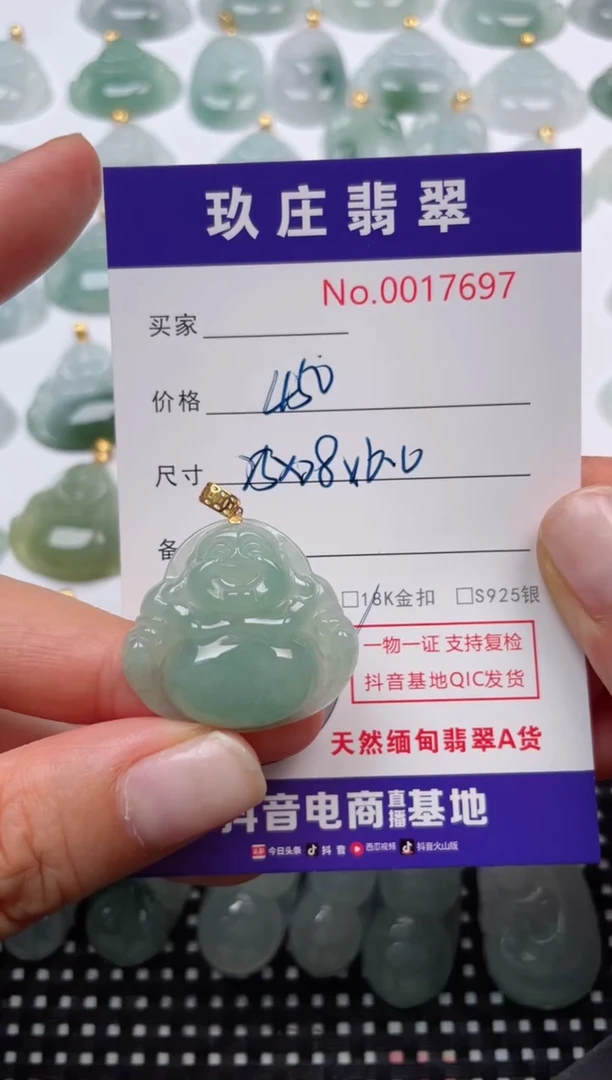 玖庄翡翠
No.0017697
买家
价格 450
尺寸
备
□18K金扣 □S925银
一物一证 支持复检
抖音基地QIC发货
天然缅甸翡翠A货
抖音电商直播基地
今日头条 抖音 西瓜视频 抖音火山版